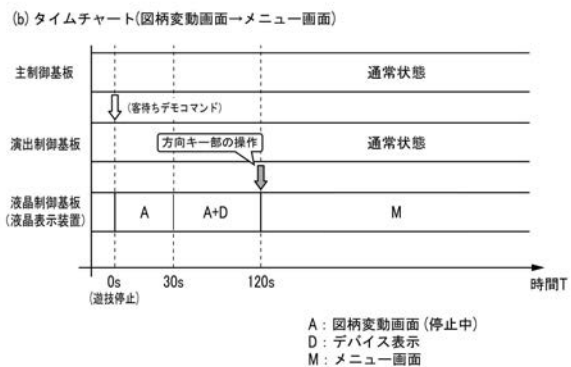 (b) タイムチャート(図柄変動画面→メニュー画面)
主制御基板
通常状態
(客待ちデモコマンド)
演出制御基板
方向キー部の操作
通常状態
液晶制御基板
(液晶表示装置)
A
A+D
M
0s
30s
120s
時間T
(遊技停止)
A：図柄変動画面(停止中)
D：デバイス表示
M：メニュー画面